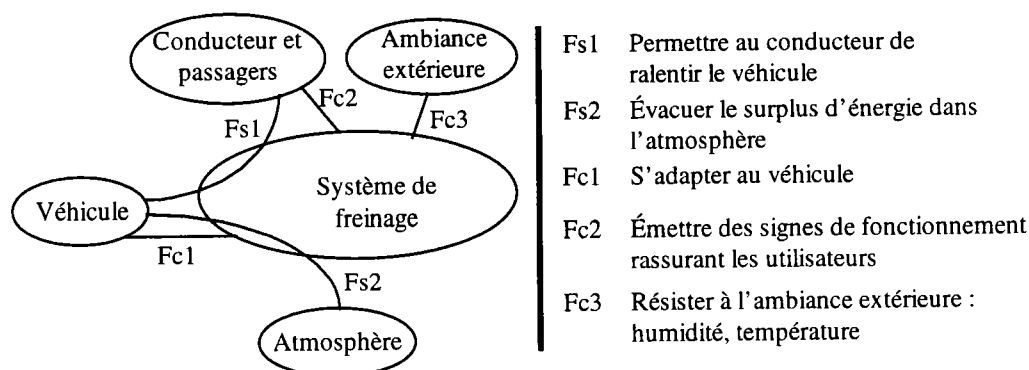 Conducteur et
passagers
Ambiance
extérieure
Fc2
Fs1
Fc3
Système de
freinage
Véhicule
Fc1
Fs2
Atmosphère
Fs1 Permettre au conducteur de
ralentir le véhicule
Fs2 Évacuer le surplus d'énergie dans
l'atmosphère
Fc1 S'adapter au véhicule
Fc2 Émettre des signes de fonctionnement
rassurant les utilisateurs
Fc3 Résister à l'ambiance extérieure :
humidité, température